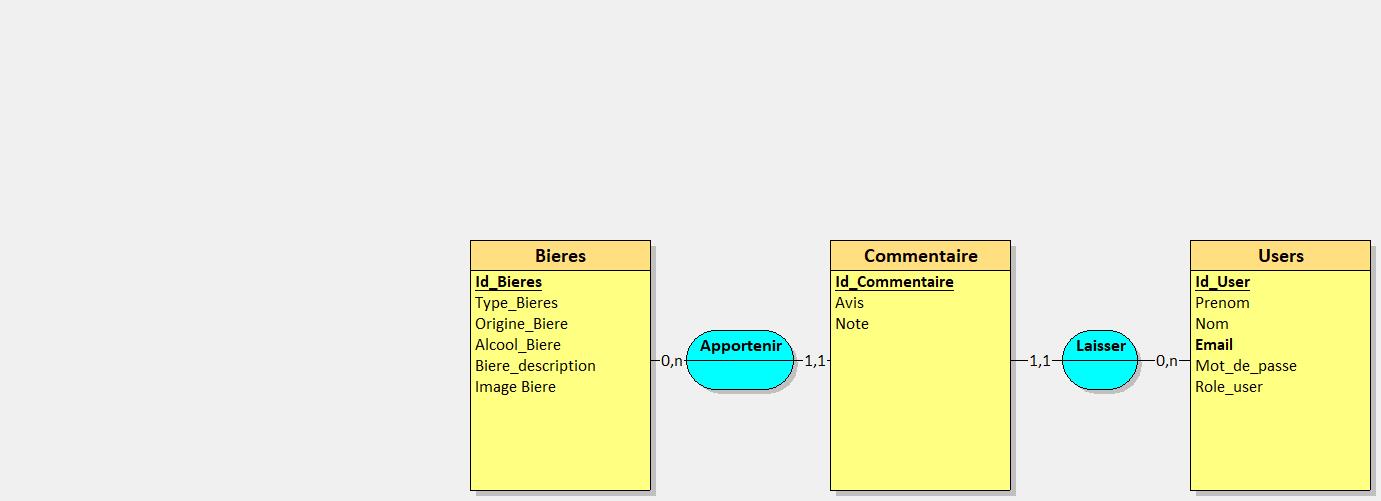 Bieres
Id_Bieres
Type_Bieres
Origine_Biere
Alcool_Biere
Biere_description
Image Biere
0,n
Apportenir
1,1
Commentaire
Id_Commentaire
Avis
Note
1,1
Laisser
0,n
Users
Id_User
Prenom
Nom
Email
Mot_de_passe
Role_user